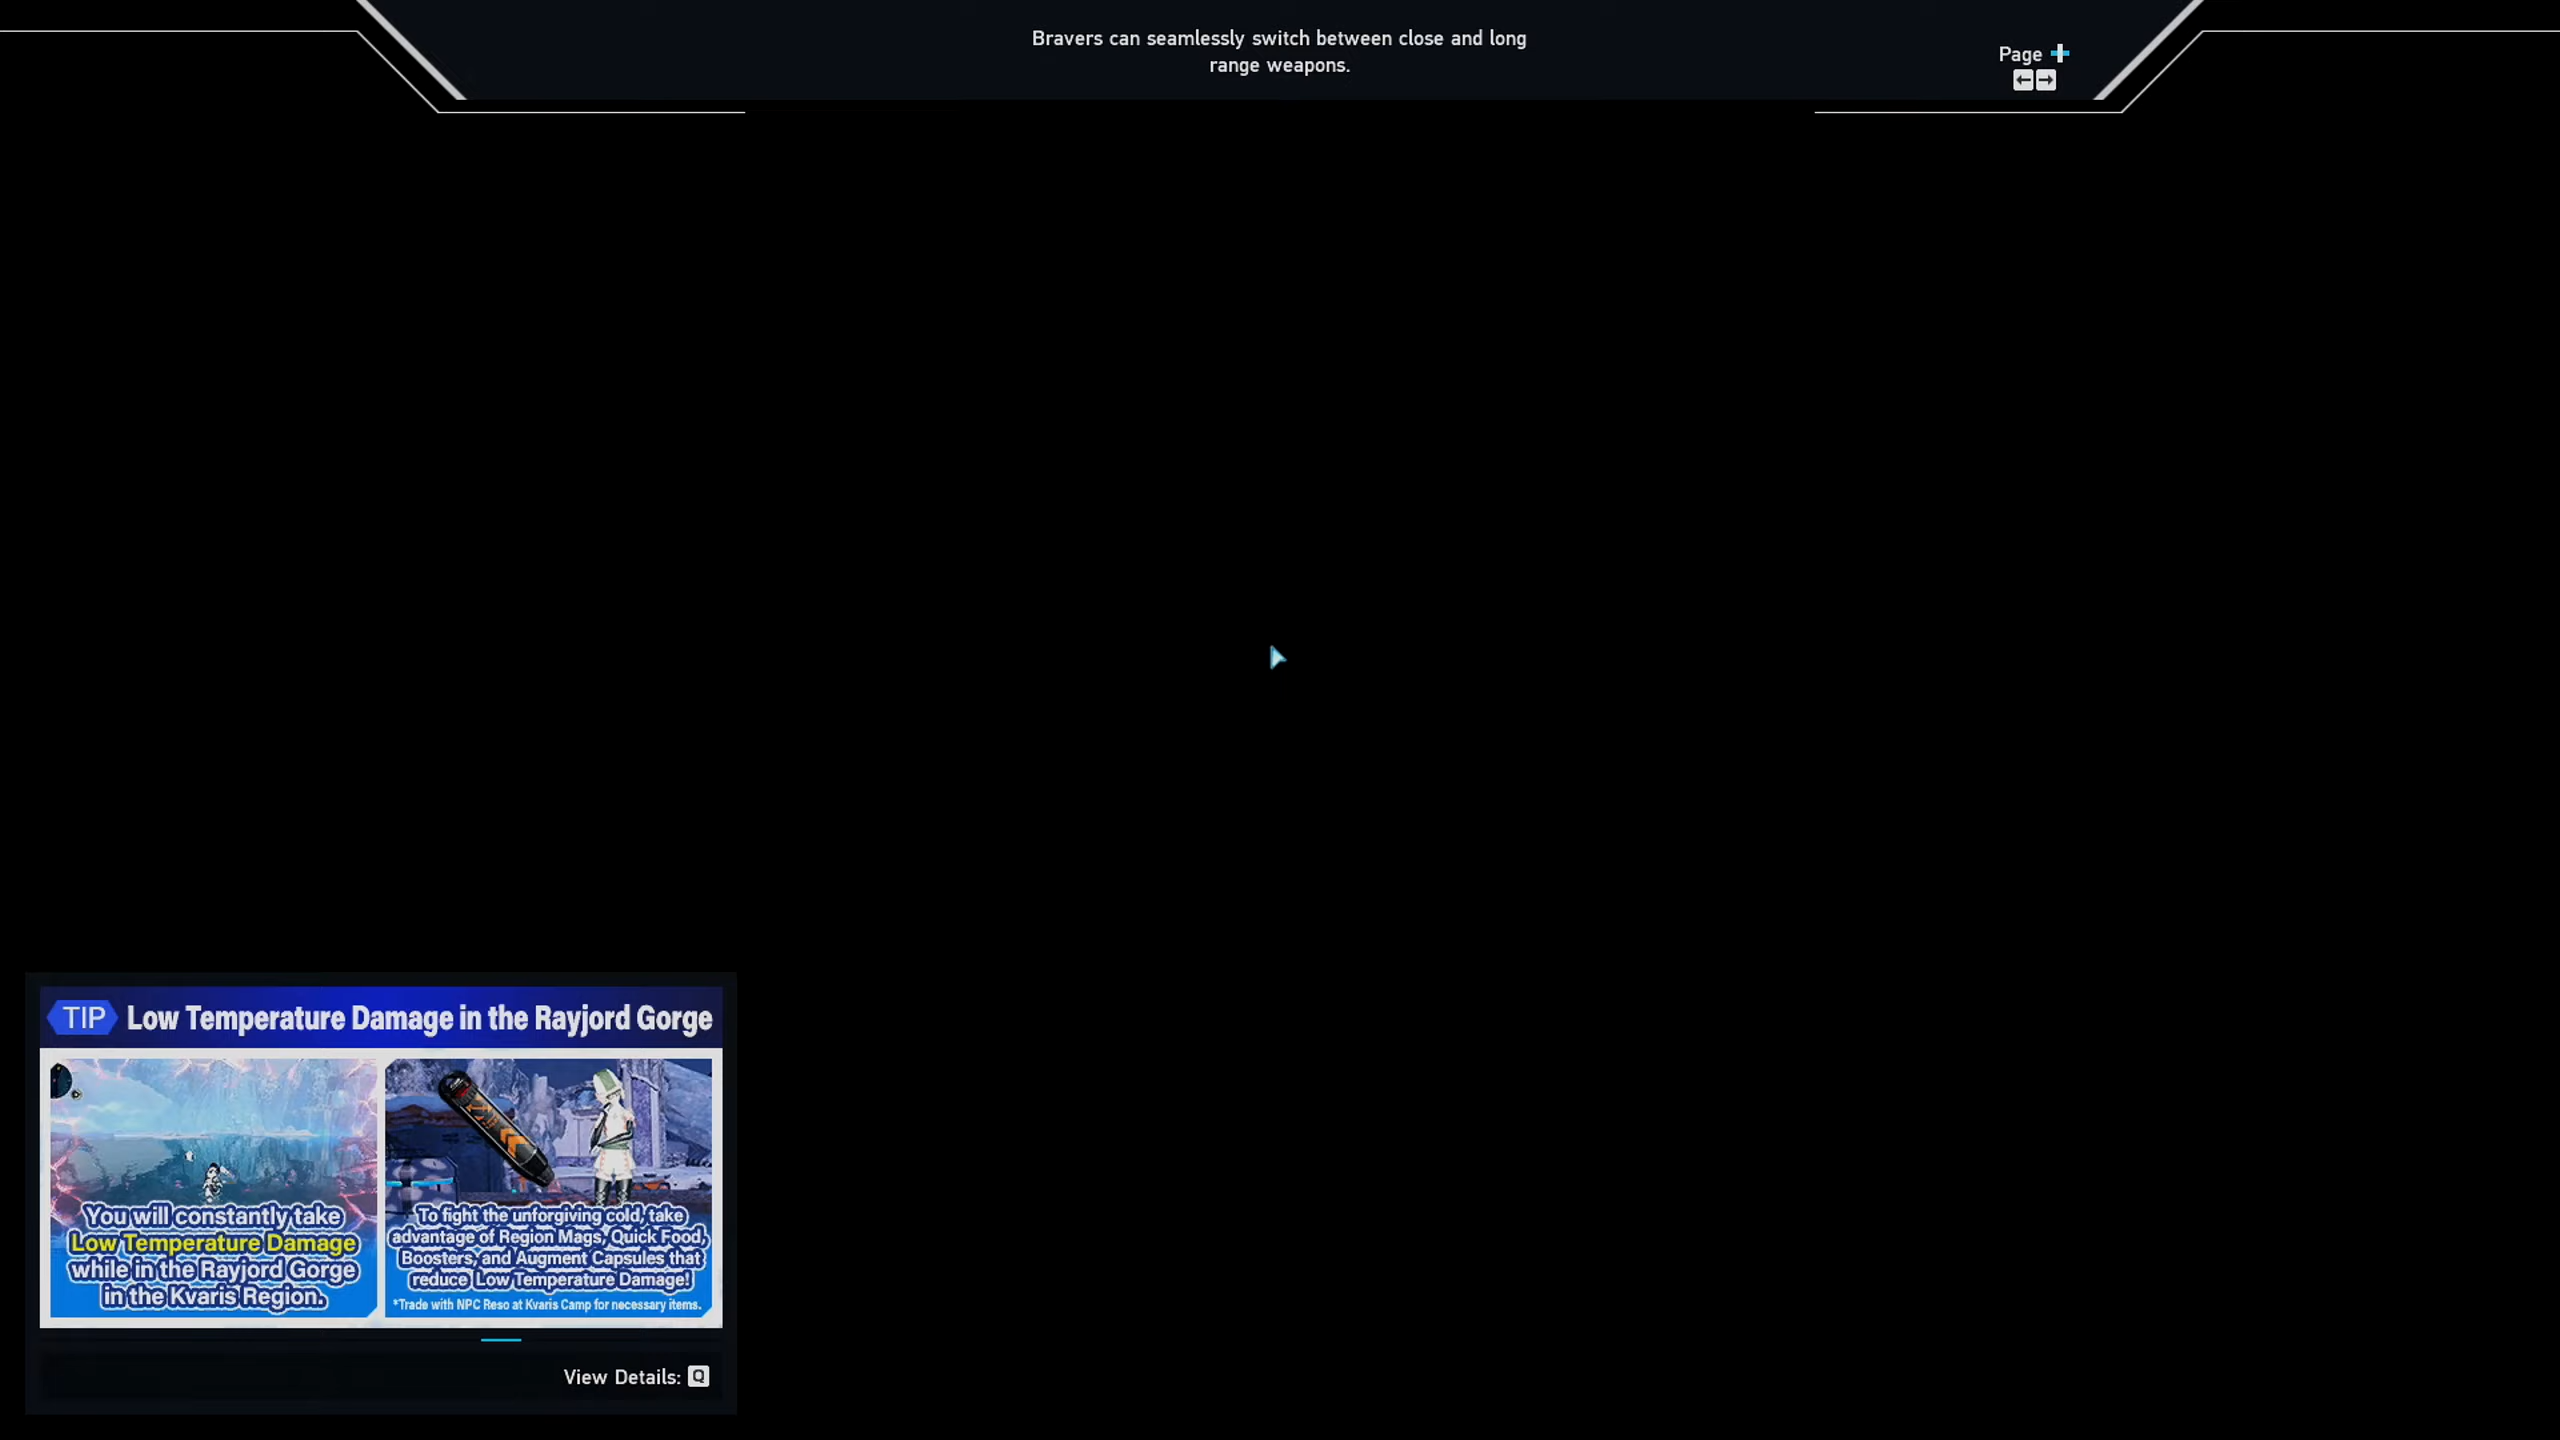 Bravers can seamlessly switch between close and long
range weapons.
Page
TIP Low Temperature Damage in the Rayjord Gorge
You will constantly take
Low Temperature Damage
while in the Rayjord Gorge
in the Kvaris Region.
To fight the unforgiving cold, take
advantage of Region Mags, Quick Food,
Boosters, and Augment Capsules that
reduce Low Temperature Damage!
*Trade with NPC Reso at Kvaris Camp for necessary items.
View Details: Q